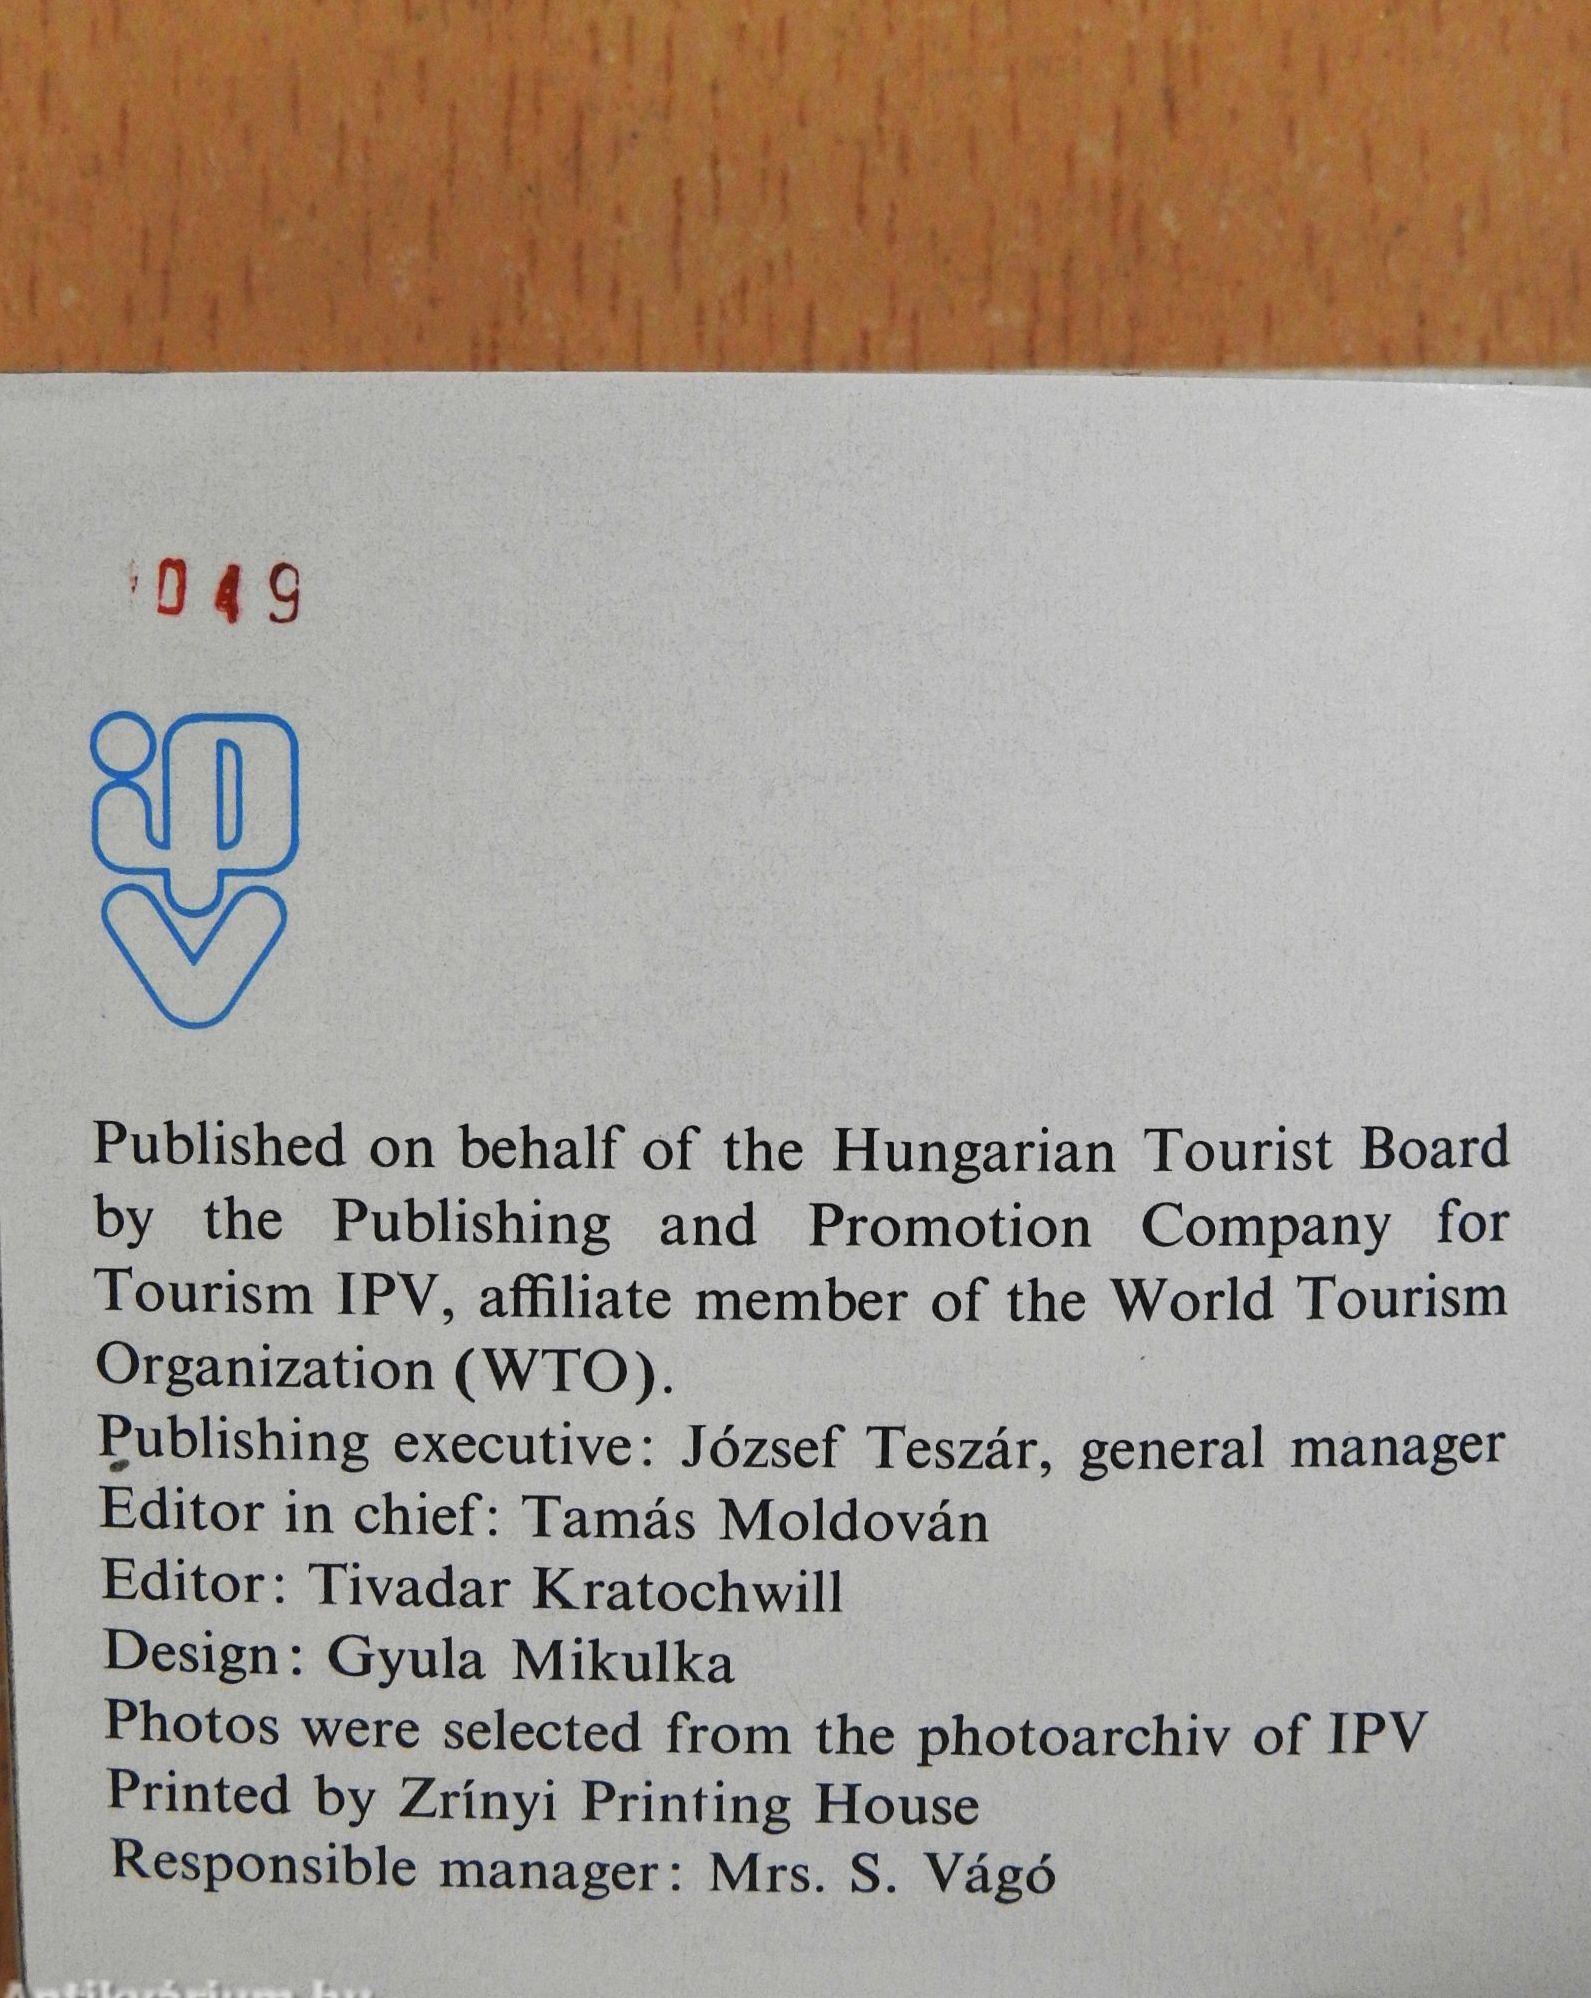 049
ipv
Published on behalf of the Hungarian Tourist Board
by the Publishing and Promotion Company for
Tourism IPV, affiliate member of the World Tourism
Organization (WTO).
Publishing executive: József Teszár, general manager
Editor in chief: Tamás Moldován
Editor: Tivadar Kratochwill
Design: Gyula Mikulka
Photos were selected from the photoarchiv of IPV
Printed by Zrínyi Printing House
Responsible manager: Mrs. S. Vágó
Antikvárium.hu